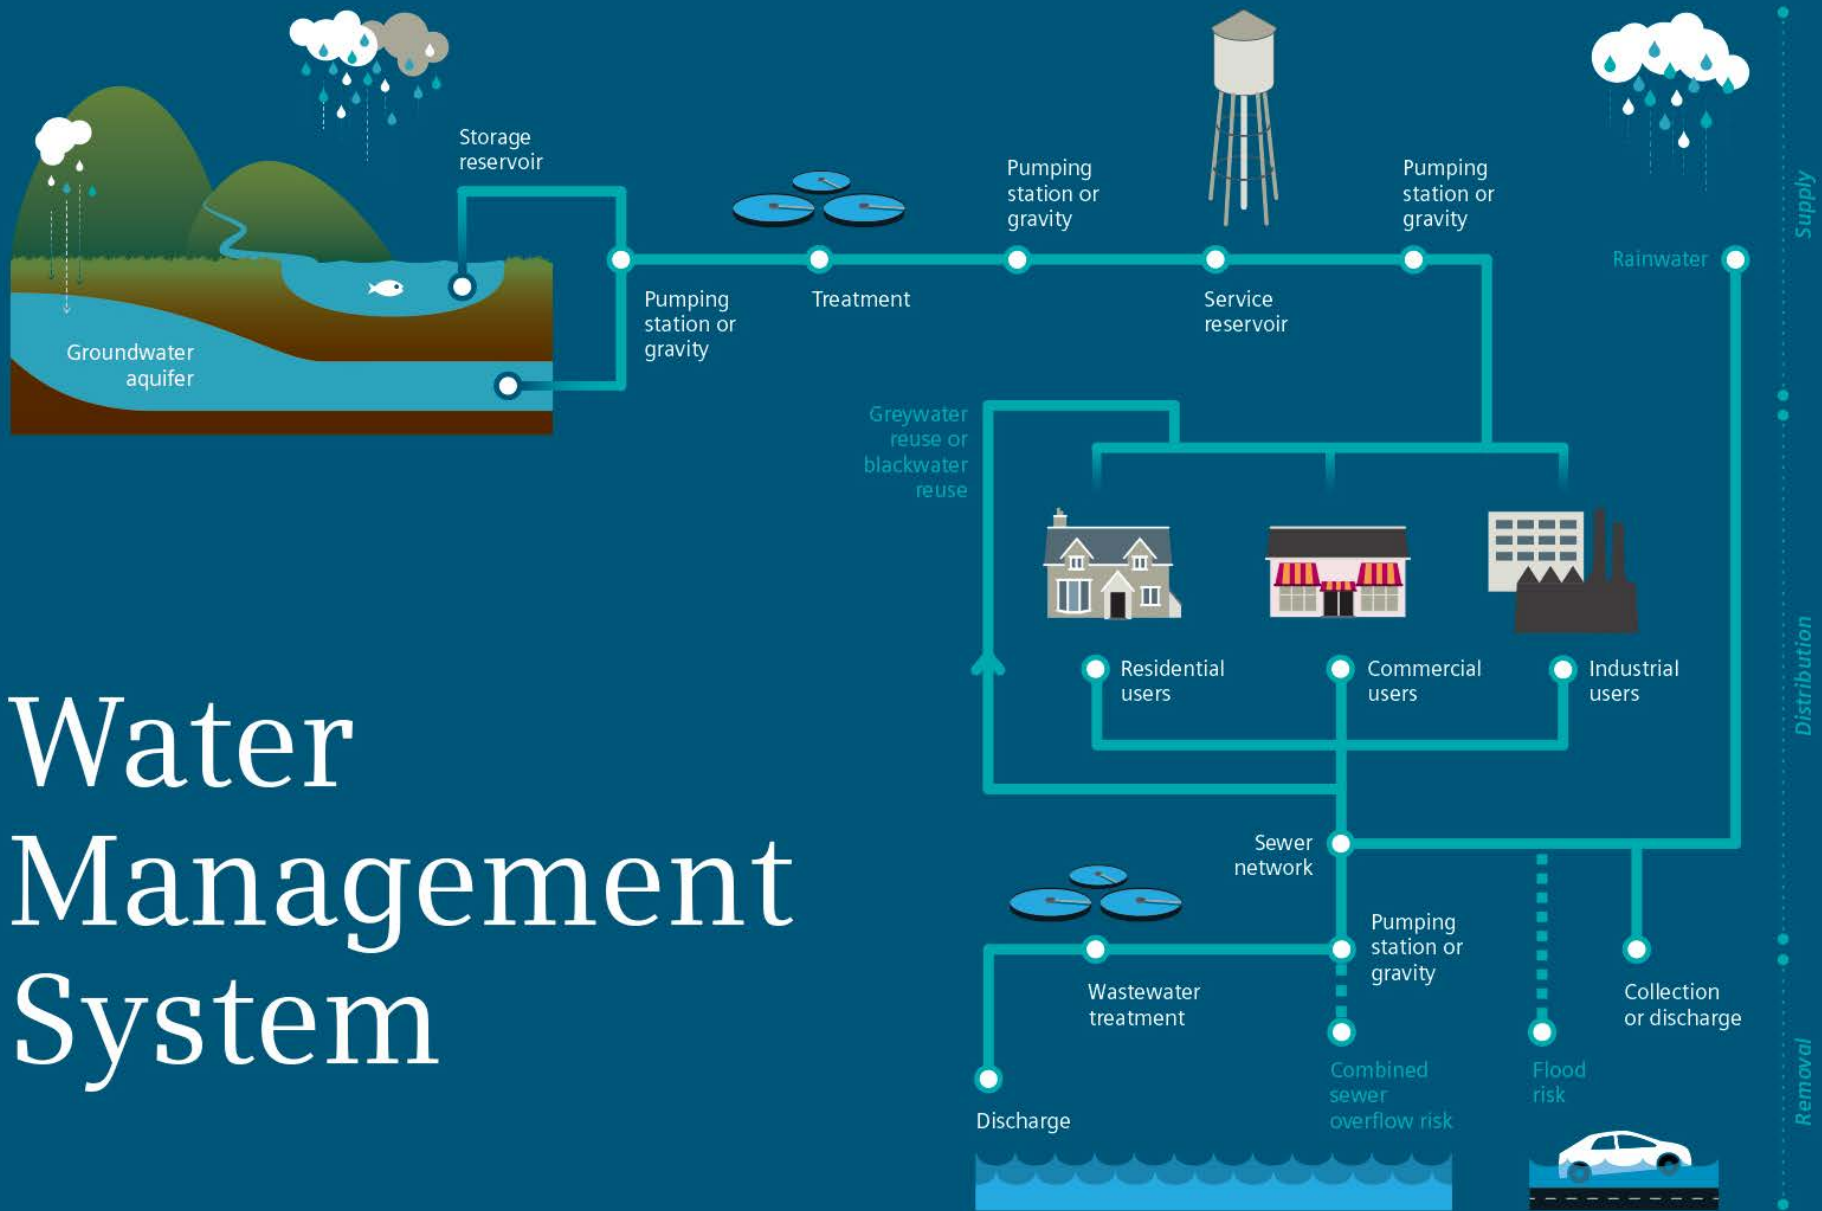 Storage
reservoir
Groundwater
aquifer
Pumping
station or
gravity
Treatment
Pumping
station or
gravity
Service
reservoir
Pumping
station or
gravity
Rainwater
Supply
Greywater
reuse or
blackwater
reuse
Residential
users
Commercial
users
Industrial
users
Distribution
Water
Management
System
Sewer
network
Pumping
station or
gravity
Wastewater
treatment
Collection
or discharge
Discharge
Combined
sewer
overflow risk
Flood
risk
Removal